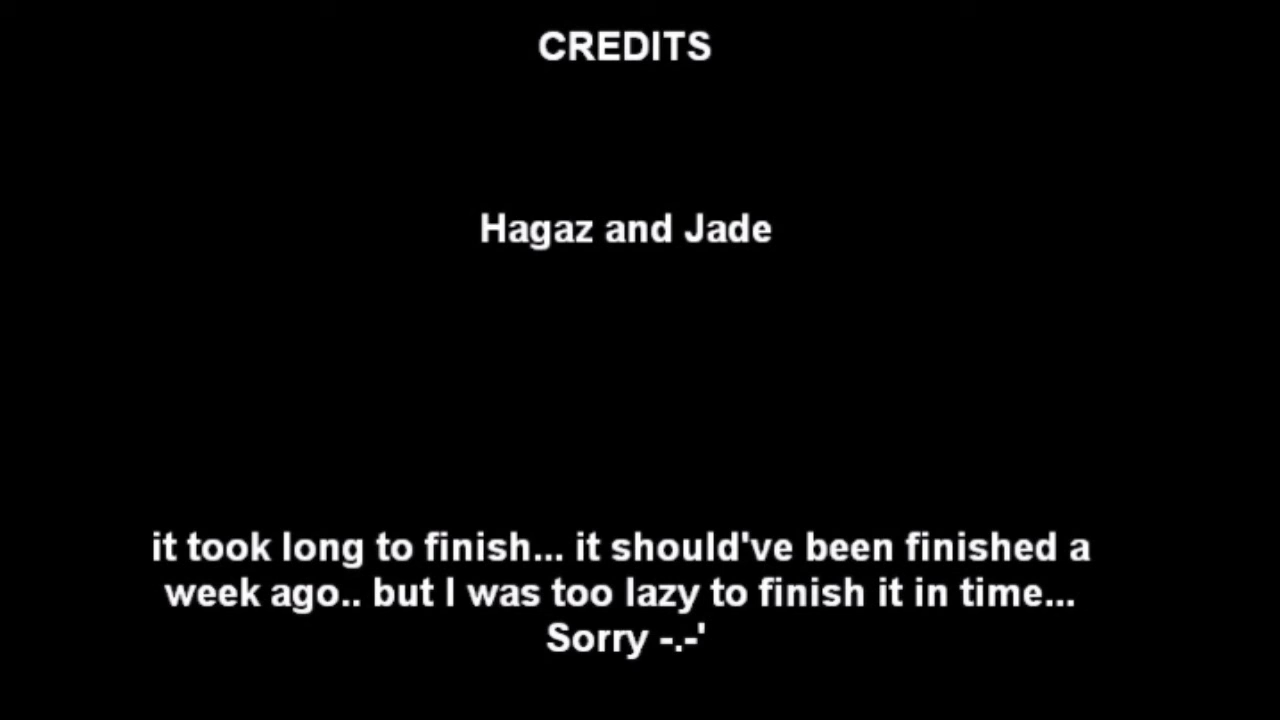 CREDITS
Hagaz and Jade
it took long to finish... it should've been finished a
week ago.. but I was too lazy to finish it in time...
Sorry -.-'